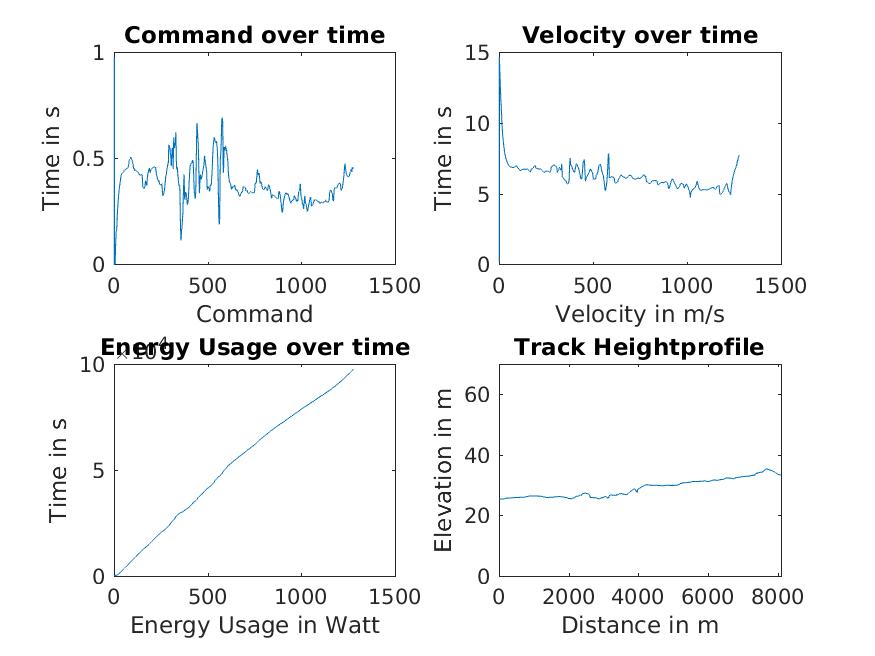 Command over time
1
0.5
0
Time in s
0 500 1000 1500
Command
Velocity over time
15
10
5
0
Time in s
0 500 1000 1500
Velocity in m/s
Energy Usage over time
×10^4
10
5
0
Time in s
0 500 1000 1500
Energy Usage in Watt
Track Heightprofile
60
40
20
0
Elevation in m
0 2000 4000 6000 8000
Distance in m